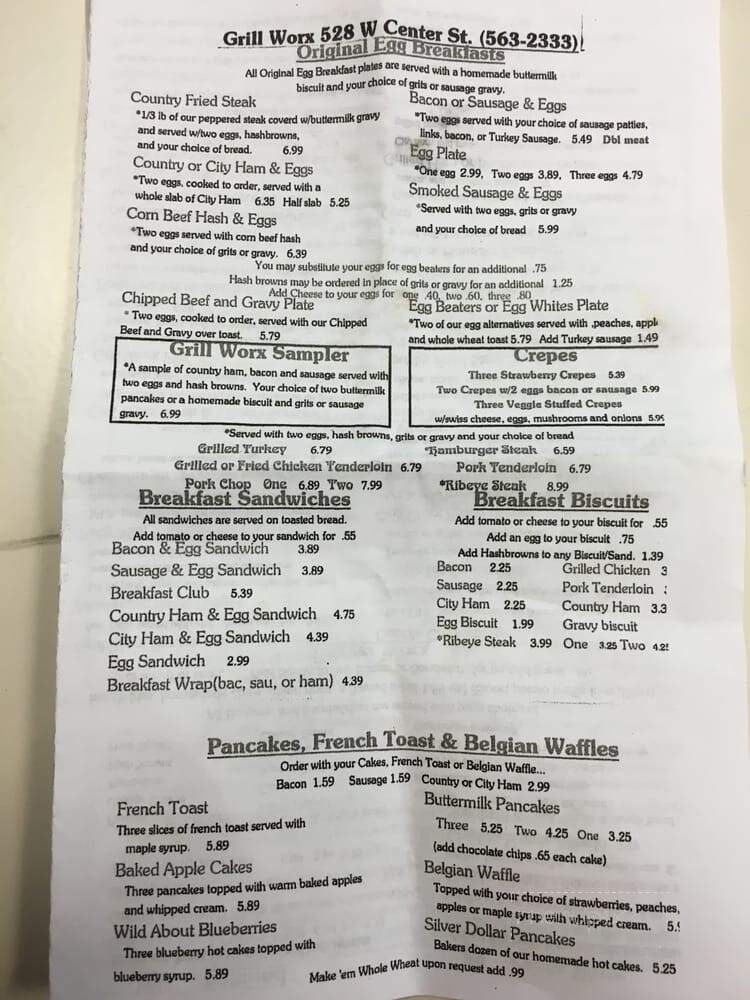 Grill Worx 528 W Center St. (563-2333)
Original Egg Breakfasts
All Original Egg Breakfast plates are served with a homemade buttermilk
biscuit and your choice of grits or sausage gravy.
Country Fried Steak
*1/3 lb of our peppered steak coverd w/buttermilk gravy
and served w/two eggs, hashbrowns,
and your choice of bread. 6.99
Country or City Ham & Eggs
*Two eggs, cooked to order, served with a
whole slab of City Ham 6.35 Half slab 5.25
Corn Beef Hash & Eggs
*Two eggs served with corn beef hash
and your choice of grits or gravy. 6.39
Bacon or Sausage & Eggs
*Two eggs served with your choice of sausage patties,
links, bacon, or Turkey Sausage. 5.49 Dbl meat
Egg Plate
*One egg 2.99, Two eggs 3.89, Three eggs 4.79
Smoked Sausage & Eggs
*Served with two eggs, grits or gravy
and your choice of bread 5.99
You may substitute your eggs for egg beaters for an additional .75
Hash browns may be ordered in place of grits or gravy for an additional 1.25
Add Cheese to your eggs for one .40, two .60, three .80
Chipped Beef and Gravy Plate
* Two eggs, cooked to order, served with our Chipped
Beef and Gravy over toast. 5.79
Egg Beaters or Egg Whites Plate
*Two of our egg alternatives served with ,peaches, appl
and whole wheat toast 5.79 Add Turkey sausage 1.49
Grill Worx Sampler
*A sample of country ham, bacon and sausage served with
two eggs and hash browns. Your choice of two buttermilk
pancakes or a homemade biscuit and grits or sausage
gravy. 6.99
Crepes
Three Strawberry Crepes 5.39
Two Crepes w/2 eggs bacon or sausage 5.99
Three Veggie Stuffed Crepes
w/swiss cheese, eggs, mushrooms and onions 5.9
*Served with two eggs, hash browns, grits or gravy and your choice of bread
Grilled Turkey 6.79
Grilled or Fried Chicken Tenderloin 6.79
Pork Chop One 6.89 Two 7.99
*Hamburger Steak 6.59
Pork Tenderloin 6.79
*Ribeye Steak 8.99
Breakfast Sandwiches
All sandwiches are served on toasted bread.
Add tomato or cheese to your sandwich for .55
Bacon & Egg Sandwich 3.89
Sausage & Egg Sandwich 3.89
Breakfast Club 5.39
Country Ham & Egg Sandwich 4.75
City Ham & Egg Sandwich 4.39
Egg Sandwich 2.99
Breakfast Wrap(bac, sau, or ham) 4.39
Breakfast Biscuits
Add tomato or cheese to your biscuit for .55
Add an egg to your biscuit .75
Add Hashbrowns to any Biscuit/Sand. 1.39
Bacon 2.25 Grilled Chicken 3
Sausage 2.25 Pork Tenderloin
City Ham 2.25 Country Ham 3.3
Egg Biscuit 1.99 Gravy biscuit
*Ribeye Steak 3.99 One 3.25 Two 4.2
Pancakes, French Toast & Belgian Waffles
Order with your Cakes, French Toast or Belgian Waffle...
Bacon 1.59 Sausage 1.59 Country or City Ham 2.99
French Toast
Three slices of french toast served with
maple syrup. 5.89
Baked Apple Cakes
Three pancakes topped with warm baked apples
and whipped cream. 5.89
Wild About Blueberries
Three blueberry hot cakes topped with
blueberry syrup. 5.89
Buttermilk Pancakes
Three 5.25 Two 4.25 One 3.25
(add chocolate chips .65 each cake)
Belgian Waffle
Topped with your choice of strawberries, peaches,
apples or maple syrup with whipped cream. 5.
Silver Dollar Pancakes
Bakers dozen of our homemade hot cakes. 5.25
Make 'em Whole Wheat upon request add .99